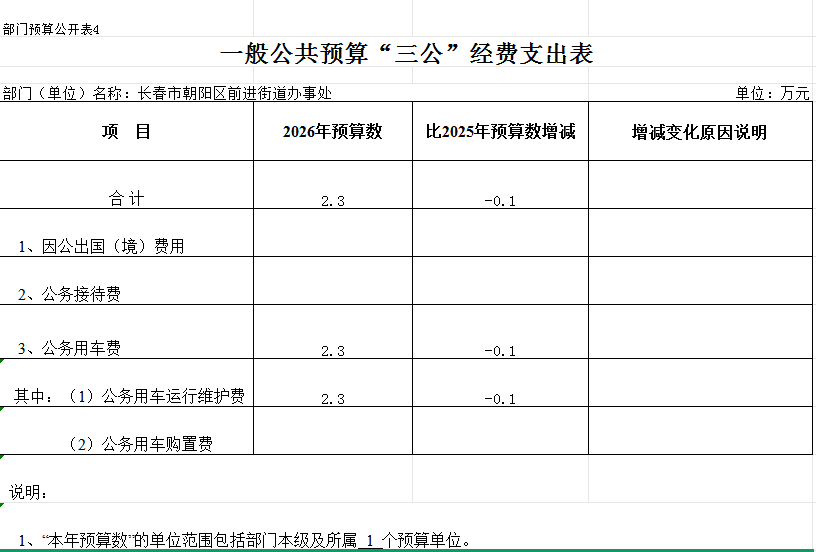 部门预算公开表4
一般公共预算“三公”经费支出表
部门（单位）名称：长春市朝阳区前进街道办事处 单位：万元
项 目 2026年预算数 比2025年预算数增减 增减变化原因说明
合 计 2.3 -0.1
1、因公出国（境）费用
2、公务接待费
3、公务用车费 2.3 -0.1
其中：（1）公务用车运行维护费 2.3 -0.1
（2）公务用车购置费
说明：
1、“本年预算数”的单位范围包括部门本级及所属 1 个预算单位。